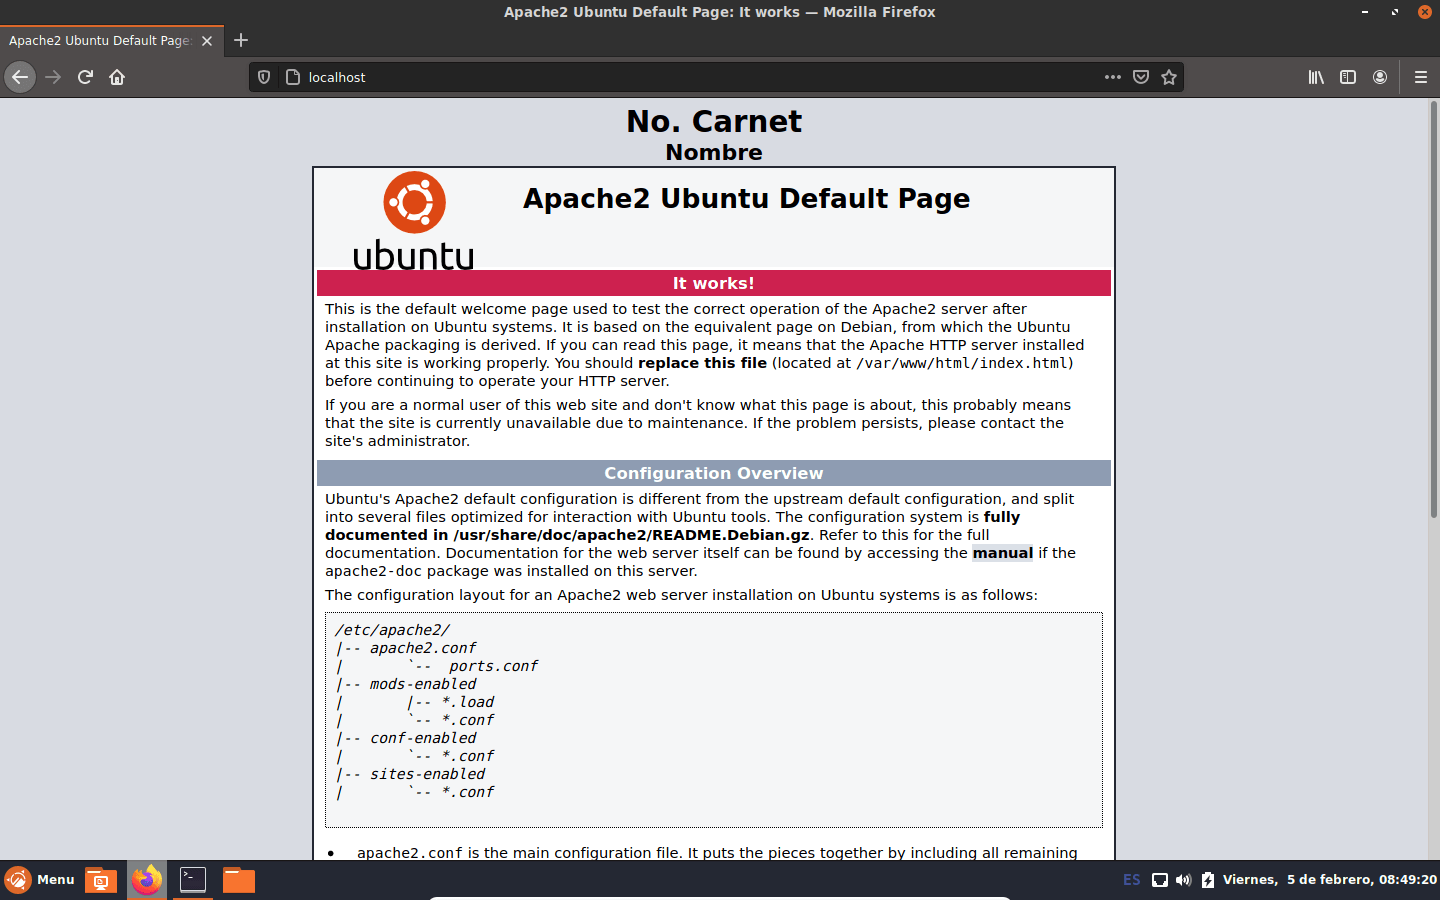 Apache2 Ubuntu Default Page: It works — Mozilla Firefox
Apache2 Ubuntu Default Page:
localhost
No. Carnet
Nombre
ubuntu
Apache2 Ubuntu Default Page
It works!
This is the default welcome page used to test the correct operation of the Apache2 server after
installation on Ubuntu systems. It is based on the equivalent page on Debian, from which the Ubuntu
Apache packaging is derived. If you can read this page, it means that the Apache HTTP server installed
at this site is working properly. You should replace this file (located at /var/www/html/index.html)
before continuing to operate your HTTP server.
If you are a normal user of this web site and don't know what this page is about, this probably means
that the site is currently unavailable due to maintenance. If the problem persists, please contact the
site's administrator.
Configuration Overview
Ubuntu's Apache2 default configuration is different from the upstream default configuration, and split
into several files optimized for interaction with Ubuntu tools. The configuration system is fully
documented in /usr/share/doc/apache2/README.Debian.gz. Refer to this for the full
documentation. Documentation for the web server itself can be found by accessing the manual if the
apache2-doc package was installed on this server.
The configuration layout for an Apache2 web server installation on Ubuntu systems is as follows:
/etc/apache2/
|-- apache2.conf
|       `--  ports.conf
|-- mods-enabled
|       |-- *.load
|       `-- *.conf
|-- conf-enabled
|       `-- *.conf
|-- sites-enabled
|       `-- *.conf
• apache2.conf is the main configuration file. It puts the pieces together by including all remaining
Menu
ES
Viernes,  5 de febrero, 08:49:20